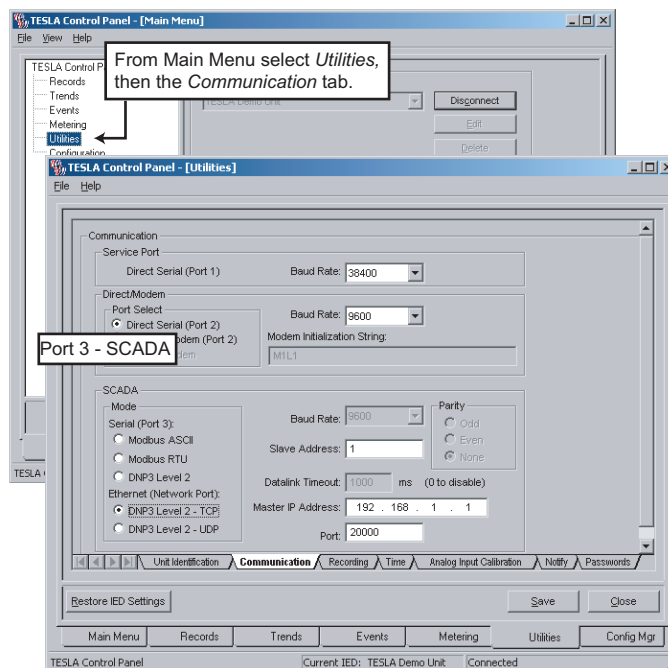 TESLA Control Panel - [Main Menu]
File View Help
From Main Menu select Utilities,
then the Communication tab.
TESLA Control P
Records
Trends
Events
Metering
Utilities
Configuration
TESLA Demo Unit
Disconnect
Edit
Delete
TESLA Control Panel - [Utilities]
File Help
Communication
Service Port
Direct Serial (Port 1) Baud Rate: 38400
Direct/Modem
Port Select
Direct Serial (Port 2) Baud Rate: 9600
odem (Port 2) Modem Initialization String:
dem M1L1
Port 3 - SCADA
SCADA
Mode
Serial (Port 3):
Modbus ASCII
Modbus RTU
DNP3 Level 2
Ethernet (Network Port):
DNP3 Level 2 - TCP
DNP3 Level 2 - UDP
Baud Rate: 9600
Slave Address: 1
Datalink Timeout: 1000 ms (0 to disable)
Master IP Address: 192 . 168 . 1 . 1
Port: 20000
Parity
Odd
Even
None
Unit Identification Communication Recording Time Analog Input Calibration Notify Passwords
Restore IED Settings Save Close
Main Menu Records Trends Events Metering Utilities Config Mgr
TESLA Control Panel Current IED: TESLA Demo Unit Connected
TESLA